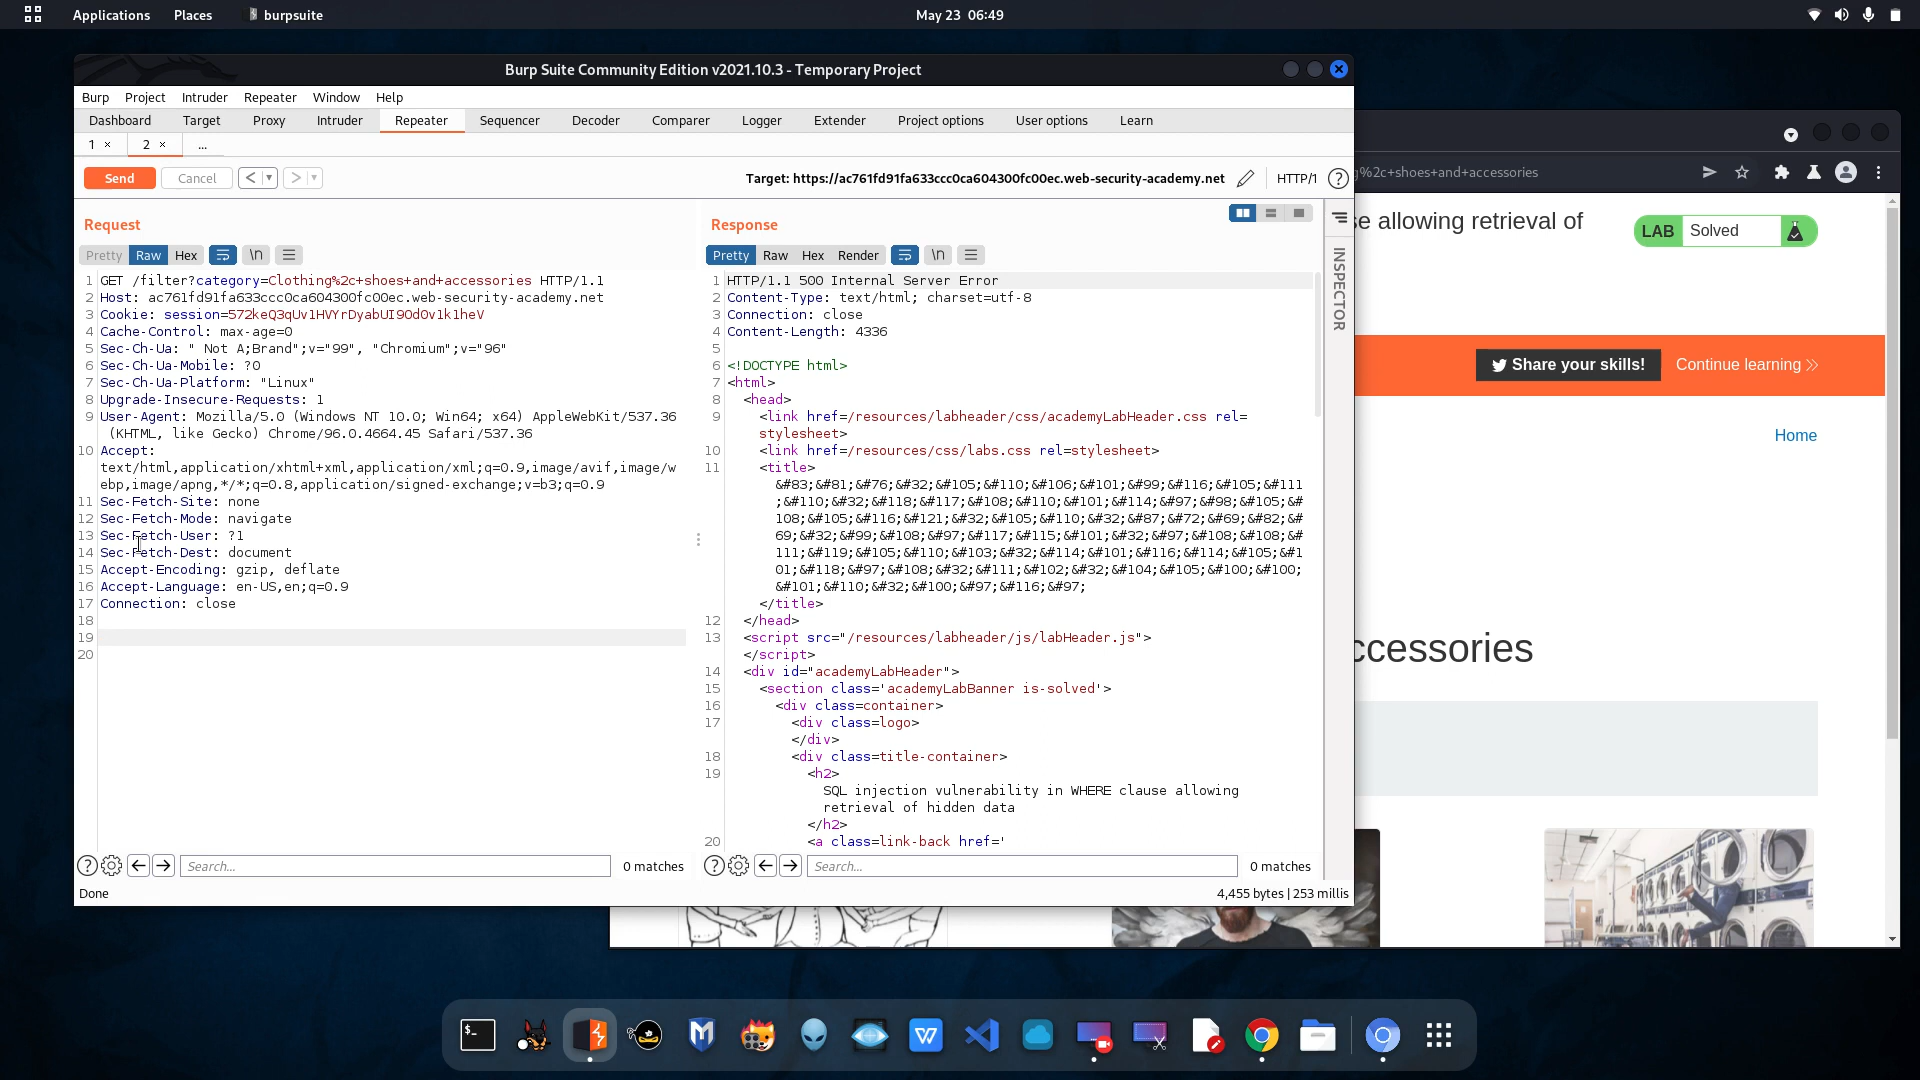 Applications Places burpsuite May 23 06:49
Burp Suite Community Edition v2021.10.3 - Temporary Project
Burp Project Intruder Repeater Window Help
Dashboard Target Proxy Intruder Repeater Sequencer Decoder Comparer Logger Extender Project options User options Learn
1 × 2 × ...
Send Cancel < > Target: https://ac761fd91fa633ccc0ca604300fc00ec.web-security-academy.net HTTP/1 ?
Request
Pretty Raw Hex \n
1 GET /filter?category=Clothing%2c+shoes+and+accessories HTTP/1.1
2 Host: ac761fd91fa633ccc0ca604300fc00ec.web-security-academy.net
3 Cookie: session=572keQ3qUv1HVYrDyabUI9Od0v1k1heV
4 Cache-Control: max-age=0
5 Sec-Ch-Ua: " Not A;Brand";v="99", "Chromium";v="96"
6 Sec-Ch-Ua-Mobile: ?0
7 Sec-Ch-Ua-Platform: "Linux"
8 Upgrade-Insecure-Requests: 1
9 User-Agent: Mozilla/5.0 (Windows NT 10.0; Win64; x64) AppleWebKit/537.36
(KHTML, like Gecko) Chrome/96.0.4664.45 Safari/537.36
10 Accept:
text/html,application/xhtml+xml,application/xml;q=0.9,image/avif,image/w
ebp,image/apng,*/*;q=0.8,application/signed-exchange;v=b3;q=0.9
11 Sec-Fetch-Site: none
12 Sec-Fetch-Mode: navigate
13 Sec-Fetch-User: ?1
14 Sec-Fetch-Dest: document
15 Accept-Encoding: gzip, deflate
16 Accept-Language: en-US,en;q=0.9
17 Connection: close
18
19
20
? Search... 0 matches
Done
Response
Pretty Raw Hex Render \n
1 HTTP/1.1 500 Internal Server Error
2 Content-Type: text/html; charset=utf-8
3 Connection: close
4 Content-Length: 4336
5
6 <!DOCTYPE html>
7 <html>
8 <head>
9 <link href=/resources/labheader/css/academyLabHeader.css rel=
stylesheet>
10 <link href=/resources/css/labs.css rel=stylesheet>
11 <title>
&#83;&#81;&#76;&#32;&#105;&#110;&#106;&#101;&#99;&#116;&#105;&#111
;&#110;&#32;&#118;&#117;&#108;&#110;&#101;&#114;&#97;&#98;&#105;&#
108;&#105;&#116;&#121;&#32;&#105;&#110;&#32;&#87;&#72;&#69;&#82;&#
69;&#32;&#99;&#108;&#97;&#117;&#115;&#101;&#32;&#97;&#108;&#108;&#
111;&#119;&#105;&#110;&#103;&#32;&#114;&#101;&#116;&#114;&#105;&#1
01;&#118;&#97;&#108;&#32;&#111;&#102;&#32;&#104;&#105;&#100;&#100;
&#101;&#110;&#32;&#100;&#97;&#116;&#97;
</title>
12 </head>
13 <script src="/resources/labheader/js/labHeader.js">
</script>
14 <div id="academyLabHeader">
15 <section class='academyLabBanner is-solved'>
16 <div class=container>
17 <div class=logo>
</div>
18 <div class=title-container>
19 <h2>
SQL injection vulnerability in WHERE clause allowing
retrieval of hidden data
</h2>
20 <a class=link-back href='
? Search... 0 matches
4,455 bytes | 253 millis
INSPECTOR
%2c+shoes+and+accessories
se allowing retrieval of
LAB Solved
Share your skills! Continue learning
Home
ccessories